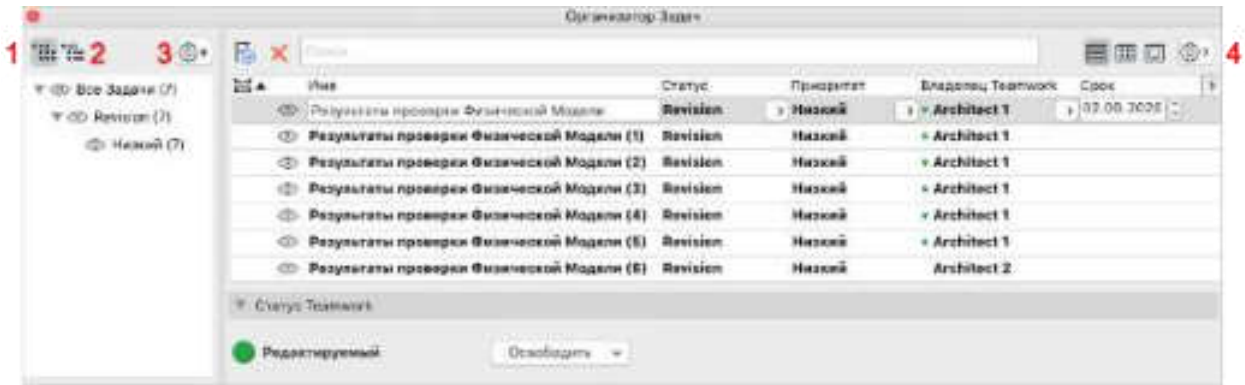 Организатор Задач
1 2 3 4
Поиск
Имя Статус Приоритет Владелец Teamwork Срок
Все Задачи (7)
Revision (7)
Низкий (7)
Результаты проверки Физической Модели Revision Низкий Architect 1
Результаты проверки Физической Модели (1) Revision Низкий Architect 1
Результаты проверки Физической Модели (2) Revision Низкий Architect 1
Результаты проверки Физической Модели (3) Revision Низкий Architect 1
Результаты проверки Физической Модели (4) Revision Низкий Architect 1
Результаты проверки Физической Модели (5) Revision Низкий Architect 1
Результаты проверки Физической Модели (6) Revision Низкий Architect 2
Статус Teamwork
Редактируемый Освободить